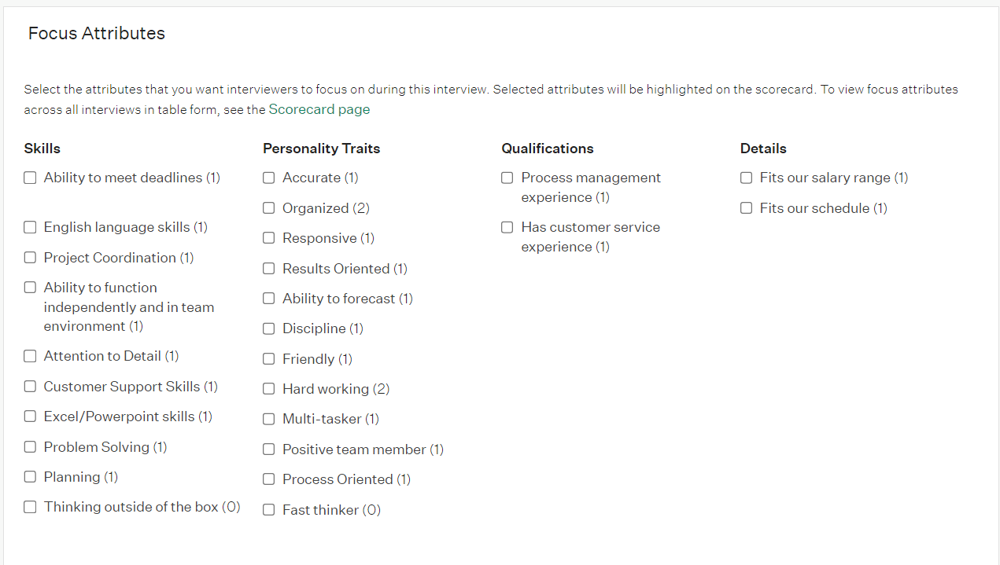 Focus Attributes
Select the attributes that you want interviewers to focus on during this interview. Selected attributes will be highlighted on the scorecard. To view focus attributes
across all interviews in table form, see the Scorecard page
Skills
Ability to meet deadlines (1)
English language skills (1)
Project Coordination (1)
Ability to function
independently and in team
environment (1)
Attention to Detail (1)
Customer Support Skills (1)
Excel/Powerpoint skills (1)
Problem Solving (1)
Planning (1)
Thinking outside of the box (0)
Personality Traits
Accurate (1)
Organized (2)
Responsive (1)
Results Oriented (1)
Ability to forecast (1)
Discipline (1)
Friendly (1)
Hard working (2)
Multi-tasker (1)
Positive team member (1)
Process Oriented (1)
Fast thinker (0)
Qualifications
Process management
experience (1)
Has customer service
experience (1)
Details
Fits our salary range (1)
Fits our schedule (1)